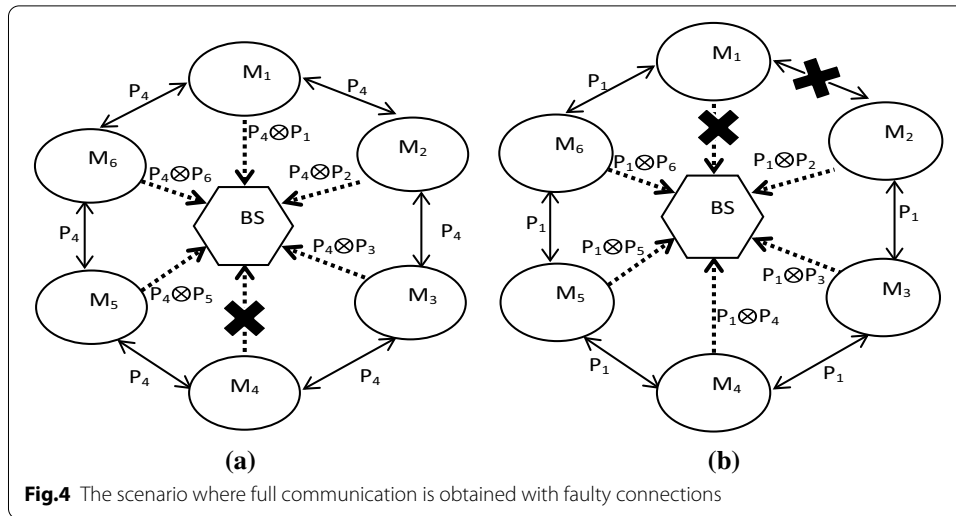 M₁
P₄
P₄
P₄⊗P₁
M₆
M₂
P₄⊗P₆
P₄⊗P₂
BS
P₄
P₄
P₄⊗P₃
M₅
P₄⊗P₅
M₃
P₄
M₄
P₄
(a)
M₁
P₁
M₂
M₆
P₁⊗P₆
P₁⊗P₂
BS
P₁
P₁
P₁⊗P₅
P₁⊗P₃
M₅
M₃
P₁⊗P₄
P₁
M₄
P₁
(b)
Fig.4 The scenario where full communication is obtained with faulty connections